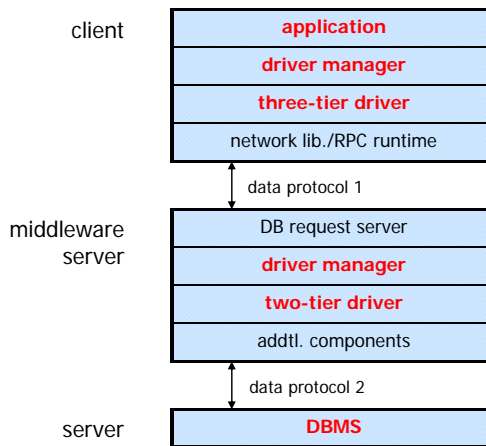 client
application
driver manager
three-tier driver
network lib./RPC runtime
data protocol 1
middleware
server
DB request server
driver manager
two-tier driver
addtl. components
data protocol 2
server
DBMS